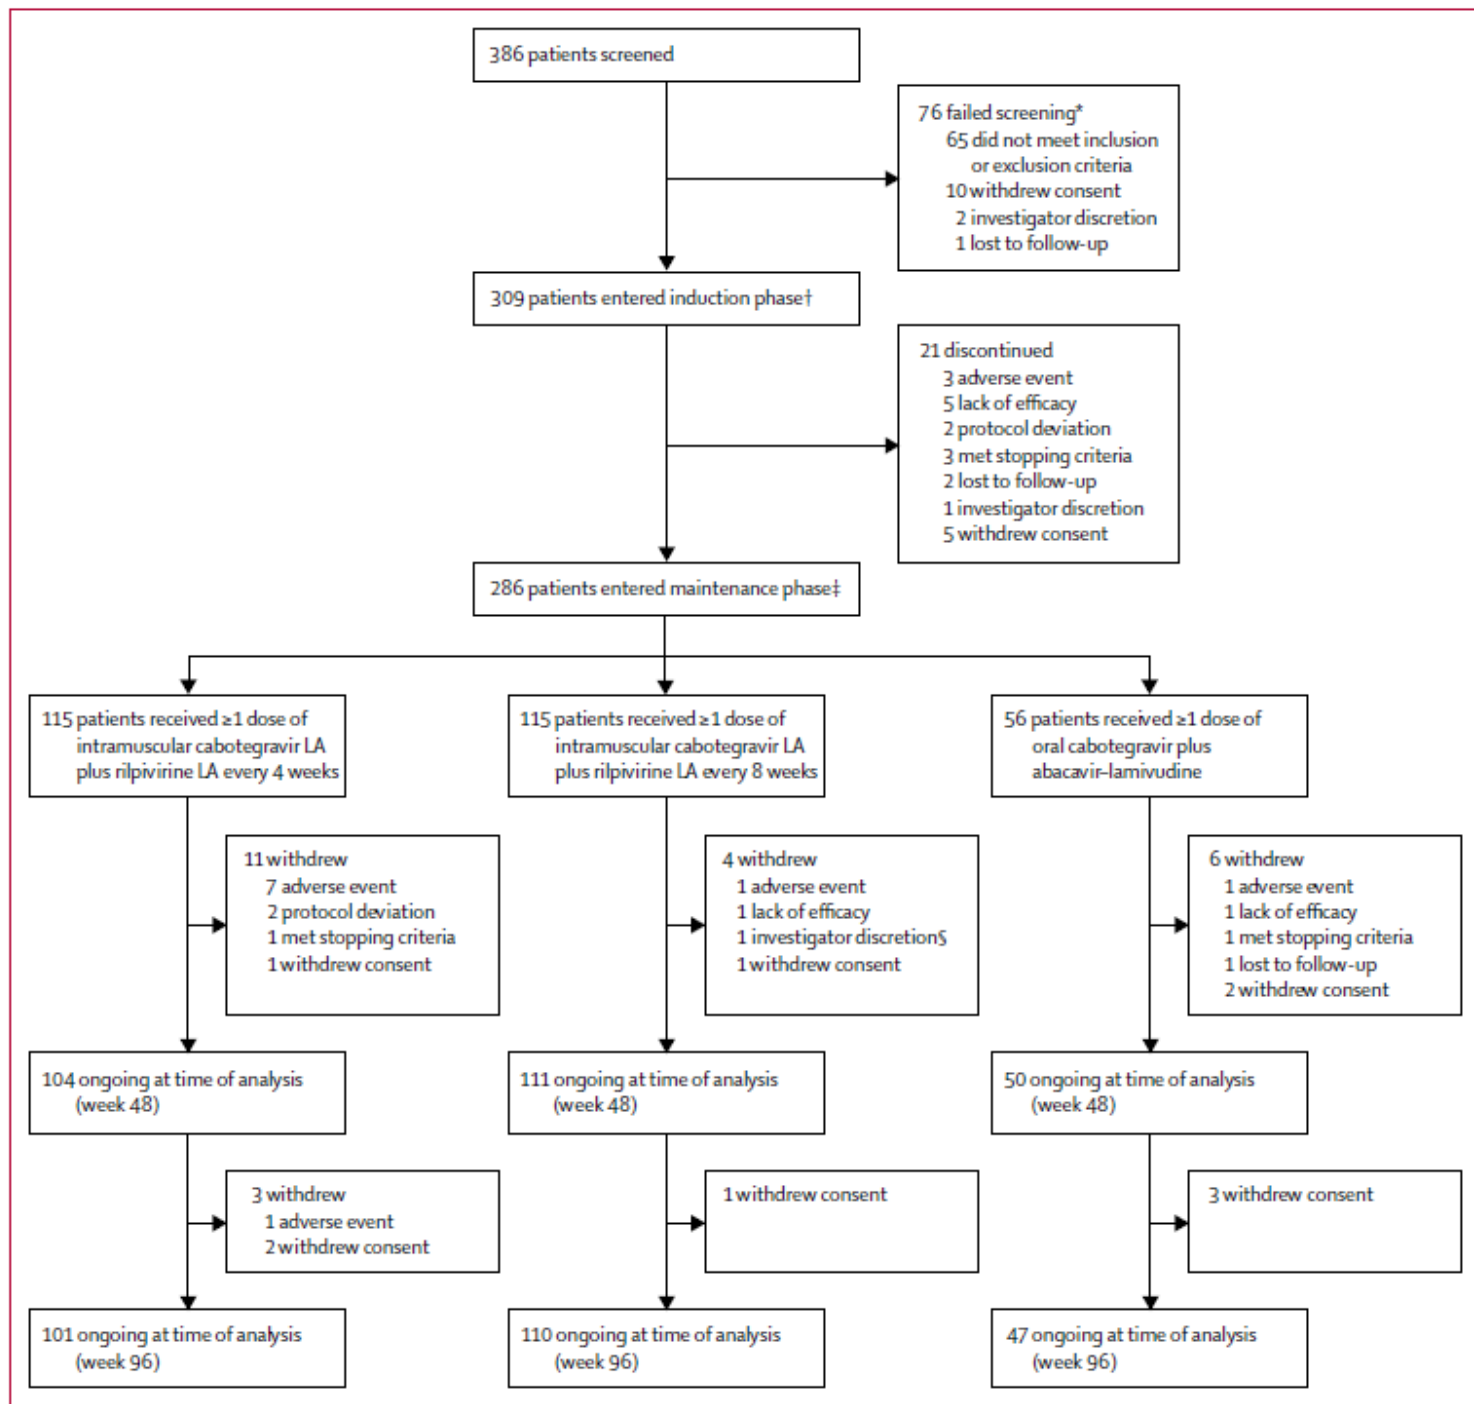 386 patients screened
76 failed screening*
65 did not meet inclusion
or exclusion criteria
10 withdrew consent
2 investigator discretion
1 lost to follow-up
309 patients entered induction phase†
21 discontinued
3 adverse event
5 lack of efficacy
2 protocol deviation
3 met stopping criteria
2 lost to follow-up
1 investigator discretion
5 withdrew consent
286 patients entered maintenance phase‡
115 patients received ≥1 dose of
intramuscular cabotegravir LA
plus rilpivirine LA every 4 weeks
115 patients received ≥1 dose of
intramuscular cabotegravir LA
plus rilpivirine LA every 8 weeks
56 patients received ≥1 dose of
oral cabotegravir plus
abacavir–lamivudine
11 withdrew
7 adverse event
2 protocol deviation
1 met stopping criteria
1 withdrew consent
4 withdrew
1 adverse event
1 lack of efficacy
1 investigator discretion§
1 withdrew consent
6 withdrew
1 adverse event
1 lack of efficacy
1 met stopping criteria
1 lost to follow-up
2 withdrew consent
104 ongoing at time of analysis
(week 48)
111 ongoing at time of analysis
(week 48)
50 ongoing at time of analysis
(week 48)
3 withdrew
1 adverse event
2 withdrew consent
1 withdrew consent
3 withdrew consent
101 ongoing at time of analysis
(week 96)
110 ongoing at time of analysis
(week 96)
47 ongoing at time of analysis
(week 96)